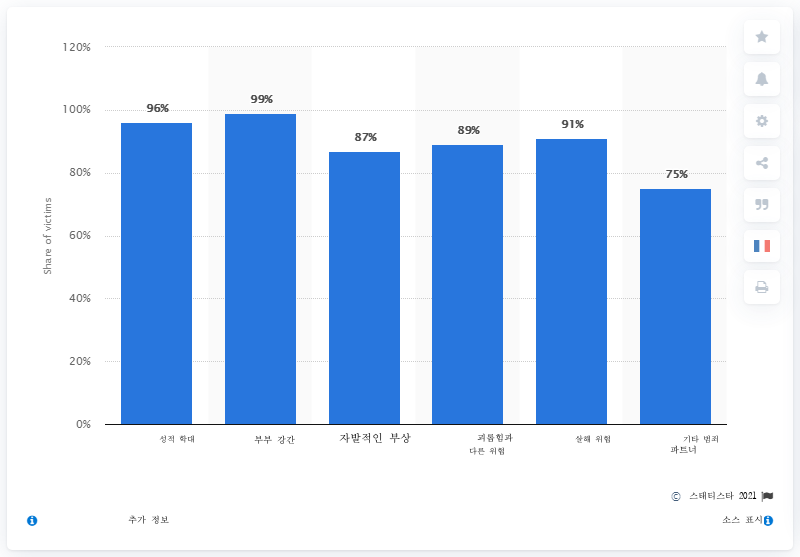 120%
100%
80%
60%
40%
20%
0%
Share of victims
96%
99%
87%
89%
91%
75%
성적 학대
부부 강간
자발적인 부상
괴롭힘과
다른 위협
살해 위협
기타 범죄
파트너
© 스태티스타 2021
추가 정보
소스 표시